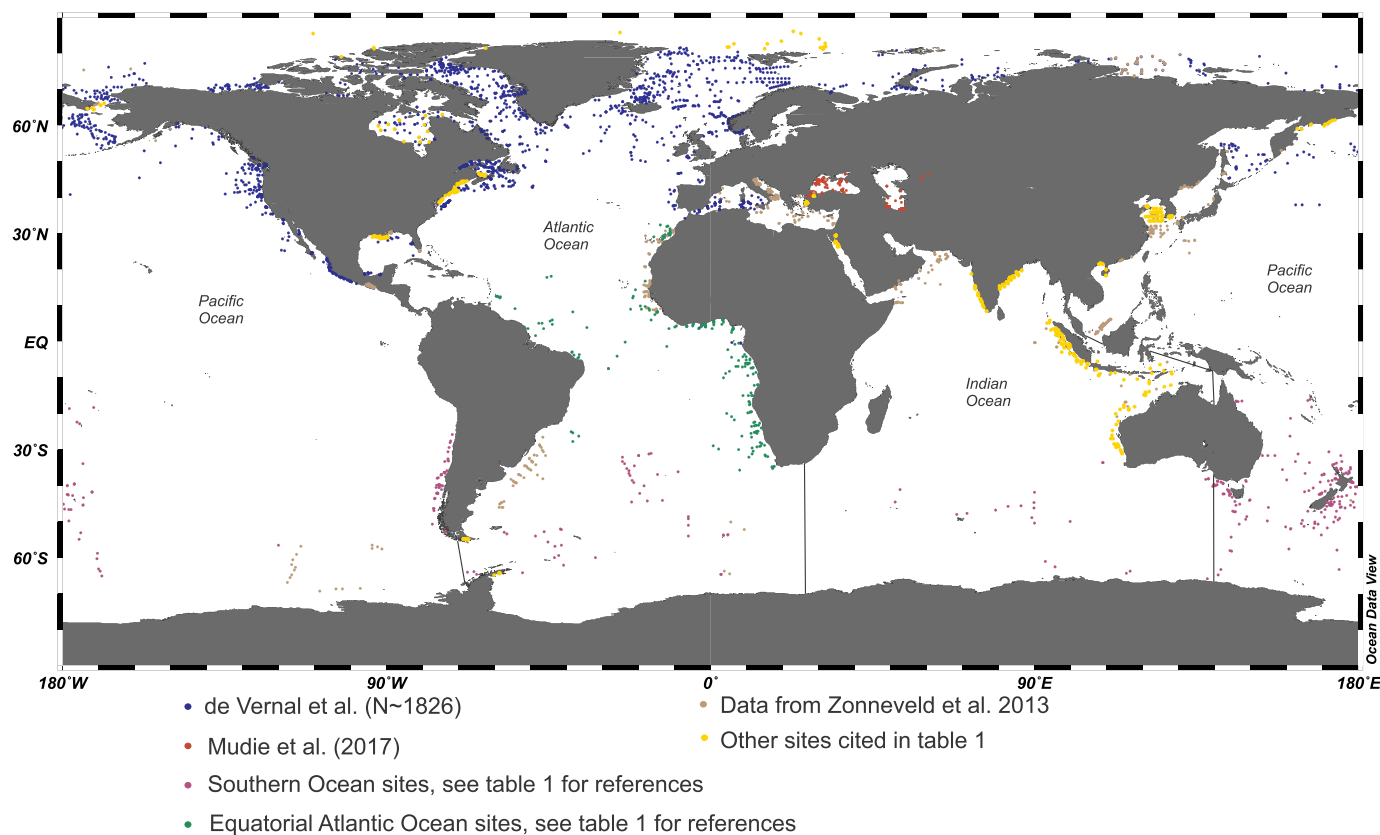 60˚N
30˚N
EQ
30˚S
60˚S
Atlantic
Ocean
Pacific
Ocean
Pacific
Ocean
Indian
Ocean
Ocean Data View
180˚W
90˚W
0˚
90˚E
180˚E
de Vernal et al. (N~1826)
Data from Zonneveld et al. 2013
Mudie et al. (2017)
Other sites cited in table 1
Southern Ocean sites, see table 1 for references
Equatorial Atlantic Ocean sites, see table 1 for references